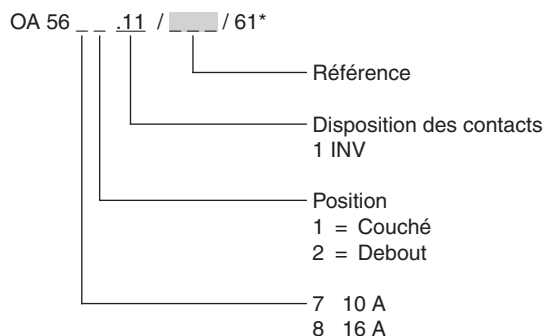 OA 56 _ _ .11 / _ _ _ / 61*
Référence
Disposition des contacts
1 INV
Position
1 = Couché
2 = Debout
7 10 A
8 16 A